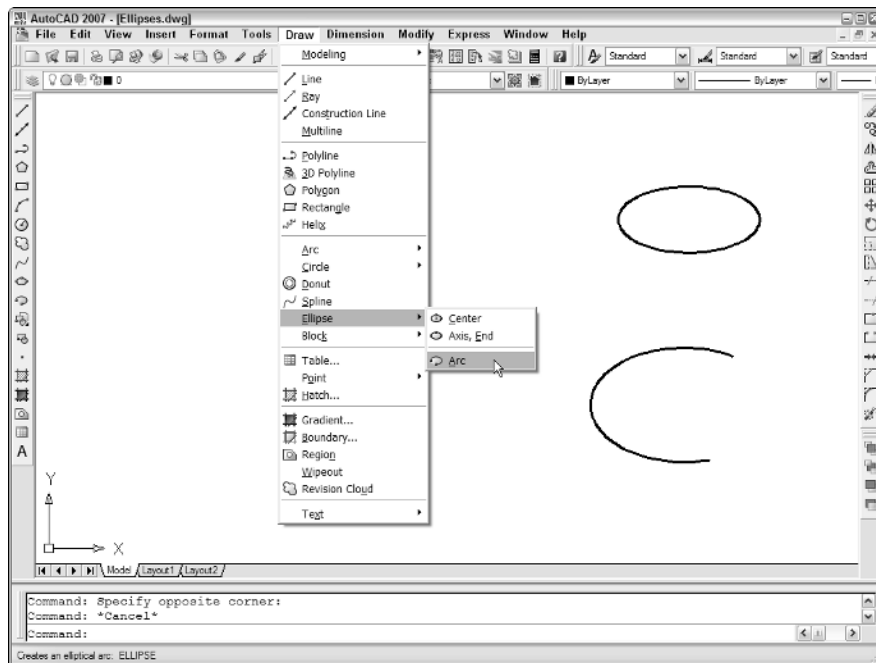 AutoCAD 2007 - [Ellipses.dwg]
File Edit View Insert Format Tools Draw Dimension Modify Express Window Help
Standard Standard Standard
0 ByLayer ByLayer
Modeling
Line
Ray
Construction Line
Multiline
Polyline
3D Polyline
Polygon
Rectangle
Helix
Arc
Circle
Donut
Spline
Ellipse
Block
Table...
Point
Hatch...
Gradient...
Boundary...
Region
Wipeout
Revision Cloud
Text
Center
Axis, End
Arc
A
Y
X
Model Layout1 Layout2
Command: Specify opposite corner:
Command: *Cancel*
Command:
Creates an elliptical arc: ELLIPSE